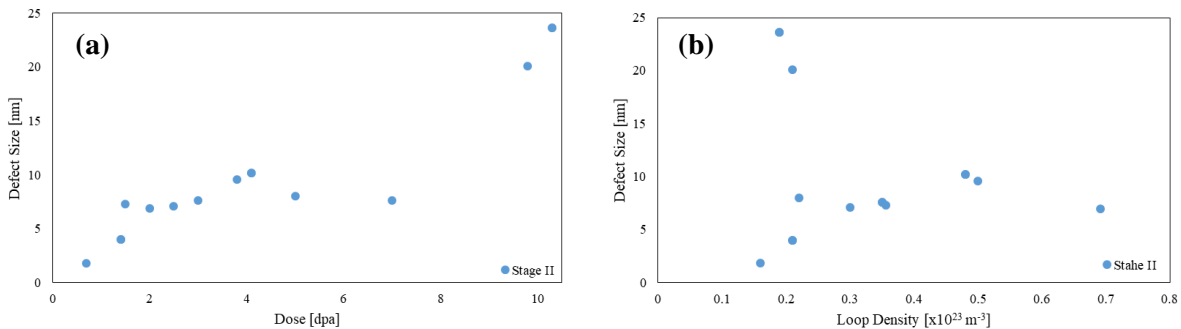 (a)
25
20
15
10
5
0
Defect Size [nm]
0 2 4 6 8 10
Dose [dpa]
Stage II
(b)
25
20
15
10
5
0
Defect Size [nm]
0 0.1 0.2 0.3 0.4 0.5 0.6 0.7 0.8
Loop Density [x10²³ m⁻³]
Stahe II